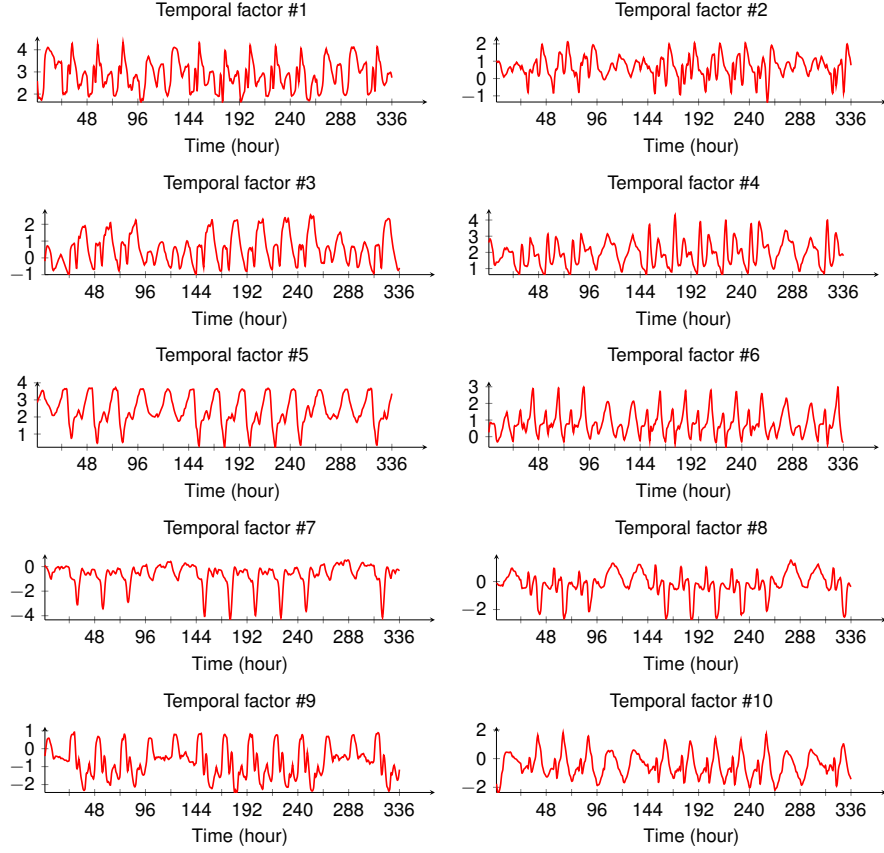 Temporal factor #1
4
3
2
48 96 144 192 240 288 336
Time (hour)
Temporal factor #2
2
1
0
−1
48 96 144 192 240 288 336
Time (hour)
Temporal factor #3
2
1
0
−1
48 96 144 192 240 288 336
Time (hour)
Temporal factor #4
4
3
2
1
48 96 144 192 240 288 336
Time (hour)
Temporal factor #5
4
3
2
1
48 96 144 192 240 288 336
Time (hour)
Temporal factor #6
3
2
1
0
48 96 144 192 240 288 336
Time (hour)
Temporal factor #7
0
−2
−4
48 96 144 192 240 288 336
Time (hour)
Temporal factor #8
0
−2
48 96 144 192 240 288 336
Time (hour)
Temporal factor #9
1
0
−1
−2
48 96 144 192 240 288 336
Time (hour)
Temporal factor #10
2
0
−2
48 96 144 192 240 288 336
Time (hour)